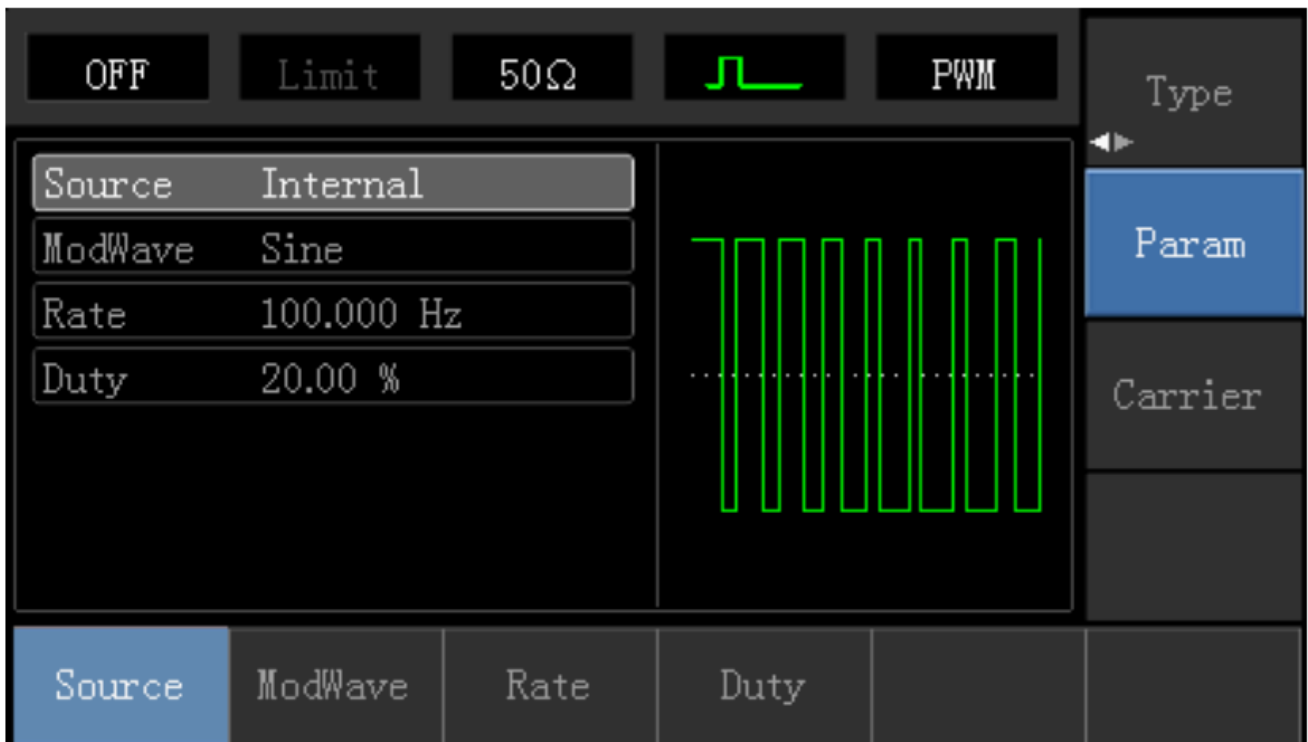 OFF Limit 50Ω PWM
Type
Source Internal
ModWave Sine
Rate 100.000 Hz
Duty 20.00 %
Param
Carrier
Source ModWave Rate Duty